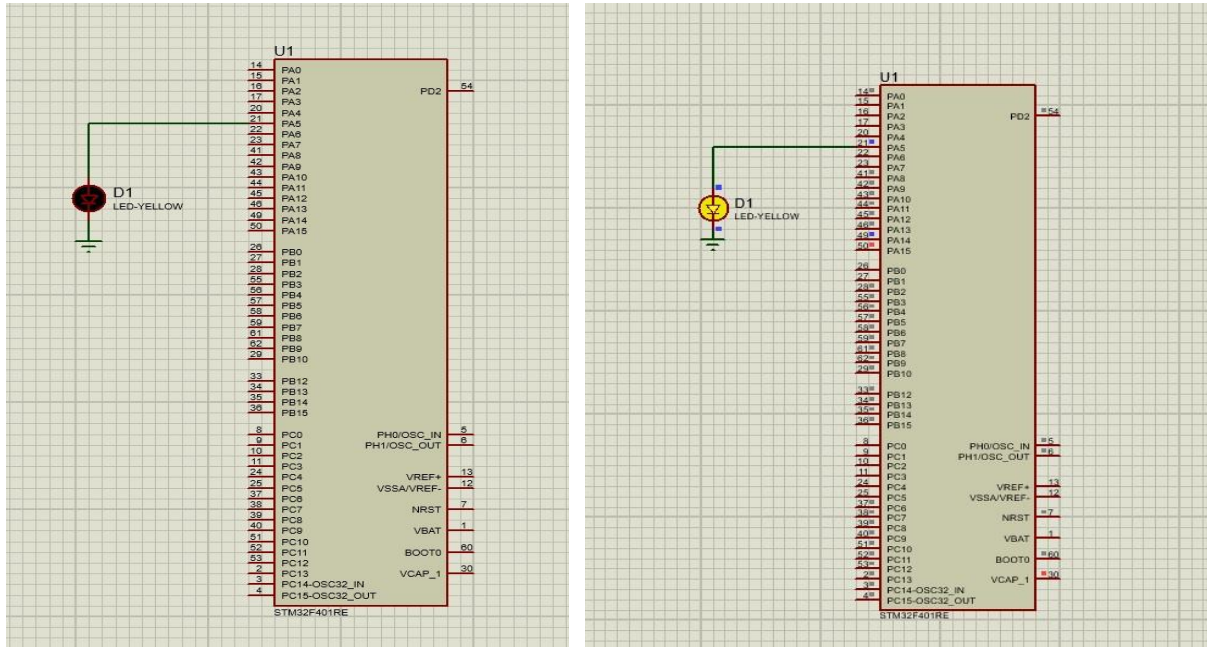 U1
14 PA0
15 PA1
16 PA2
17 PA3
20 PA4
21 PA5
22 PA6
23 PA7
41 PA8
42 PA9
43 PA10
44 PA11
45 PA12
46 PA13
49 PA14
50 PA15
26 PB0
27 PB1
28 PB2
55 PB3
56 PB4
57 PB5
58 PB6
59 PB7
61 PB8
62 PB9
29 PB10
33 PB12
34 PB13
35 PB14
36 PB15
8 PC0
9 PC1
10 PC2
11 PC3
24 PC4
25 PC5
37 PC6
38 PC7
39 PC8
40 PC9
51 PC10
52 PC11
53 PC12
2 PC13
3 PC14-OSC32_IN
4 PC15-OSC32_OUT
PD2 54
PH0/OSC_IN 5
PH1/OSC_OUT 6
VREF+ 13
VSSA/VREF- 12
NRST 7
VBAT 1
BOOT0 60
VCAP_1 30
STM32F401RE
D1
LED-YELLOW
U1
14 PA0
15 PA1
16 PA2
17 PA3
20 PA4
21 PA5
22 PA6
23 PA7
41 PA8
42 PA9
43 PA10
44 PA11
45 PA12
46 PA13
49 PA14
50 PA15
26 PB0
27 PB1
28 PB2
55 PB3
56 PB4
57 PB5
58 PB6
59 PB7
61 PB8
62 PB9
29 PB10
33 PB12
34 PB13
35 PB14
36 PB15
8 PC0
9 PC1
10 PC2
11 PC3
24 PC4
25 PC5
37 PC6
38 PC7
39 PC8
40 PC9
51 PC10
52 PC11
53 PC12
2 PC13
3 PC14-OSC32_IN
4 PC15-OSC32_OUT
PD2 54
PH0/OSC_IN 5
PH1/OSC_OUT 6
VREF+ 13
VSSA/VREF- 12
NRST 7
VBAT 1
BOOT0 60
VCAP_1 30
STM32F401RE
D1
LED-YELLOW